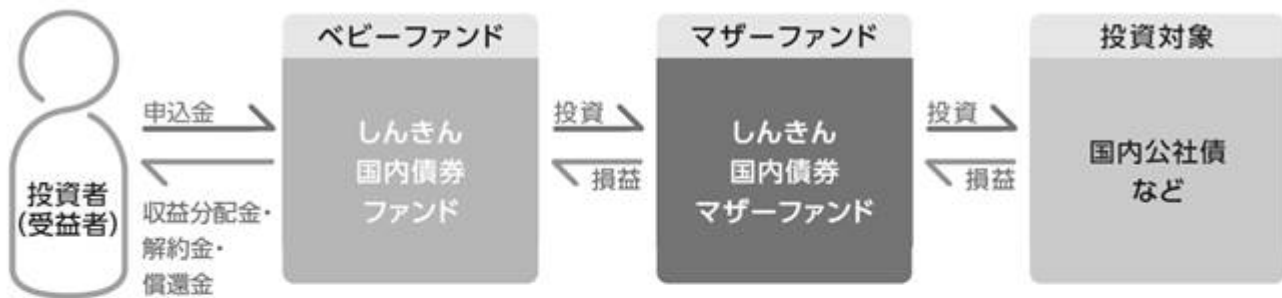 ベビーファンド
マザーファンド
投資対象
申込金
投資
投資
しんきん
国内債券
ファンド
しんきん
国内債券
マザーファンド
国内公社債
など
損益
損益
投資者
(受益者)
収益分配金・
解約金・
償還金